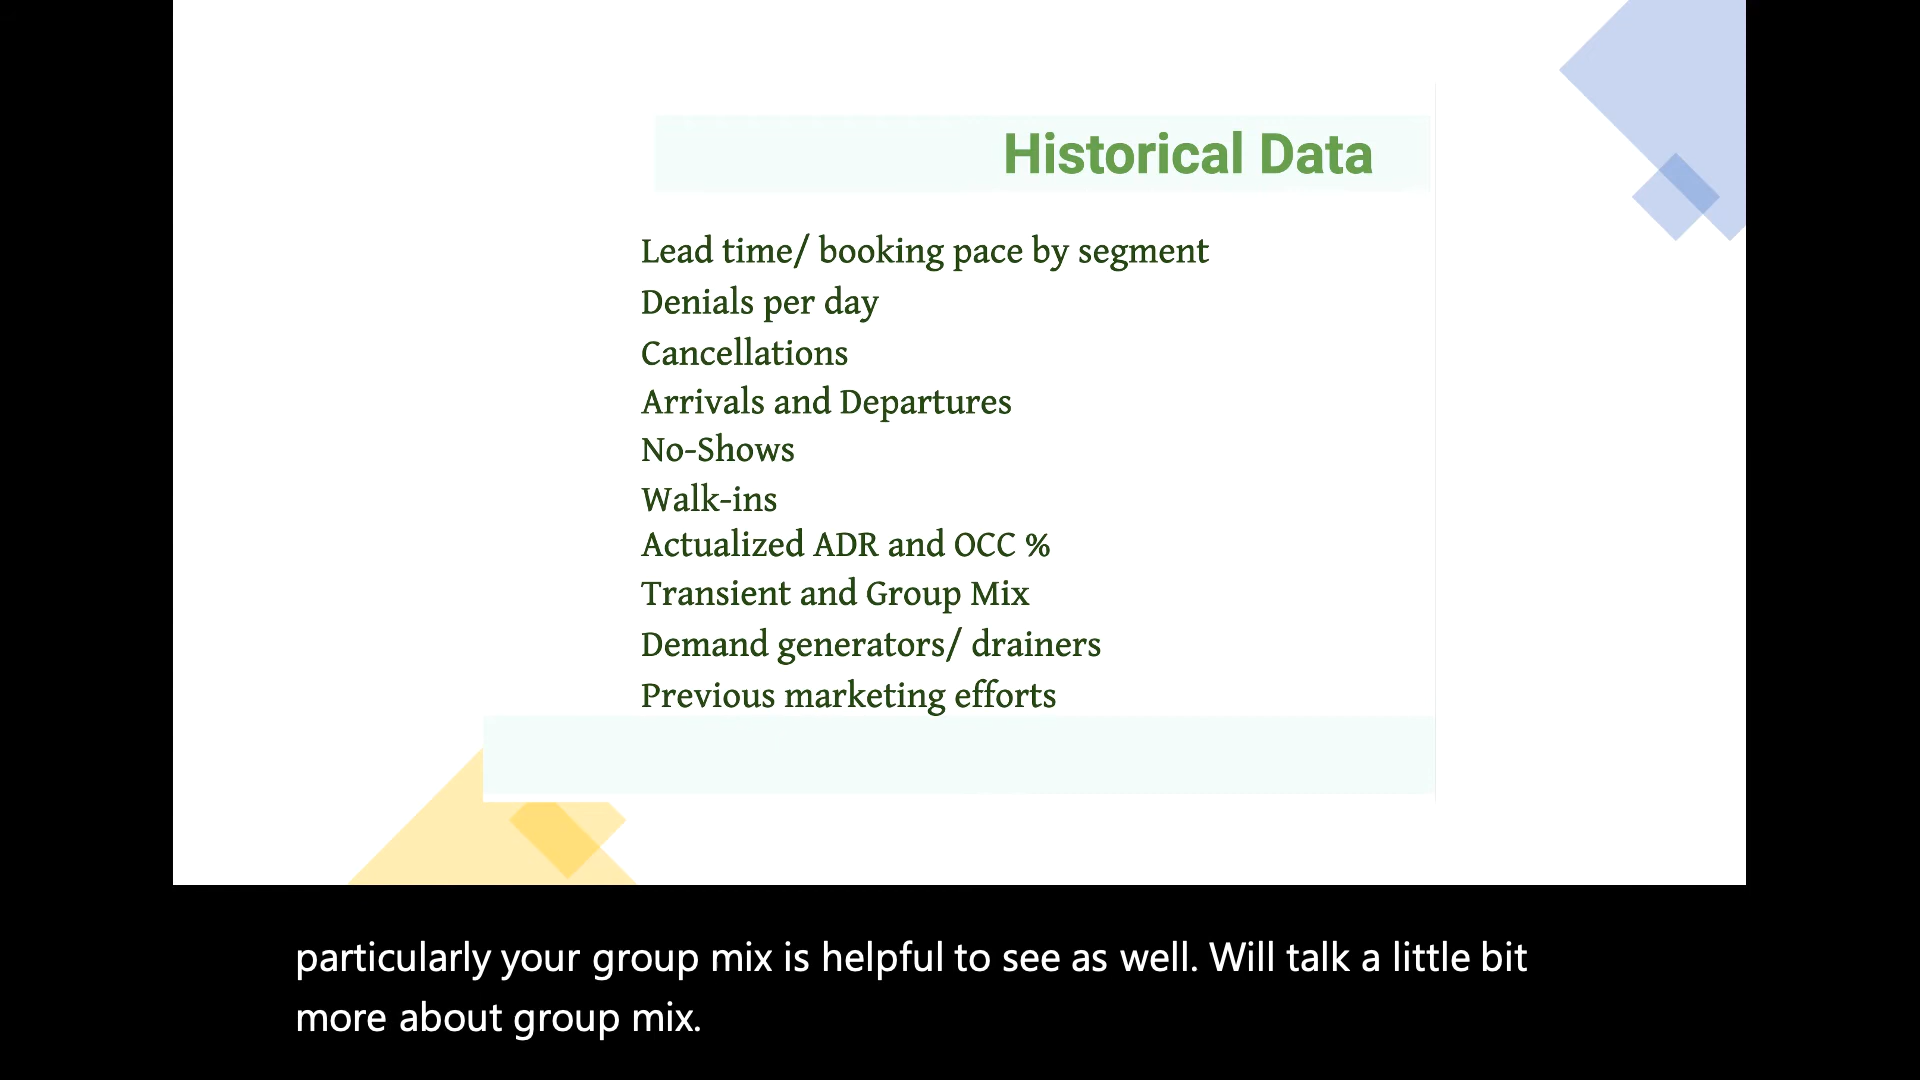 Historical Data
Lead time/ booking pace by segment
Denials per day
Cancellations
Arrivals and Departures
No-Shows
Walk-ins
Actualized ADR and OCC %
Transient and Group Mix
Demand generators/ drainers
Previous marketing efforts
particularly your group mix is helpful to see as well. Will talk a little bit
more about group mix.